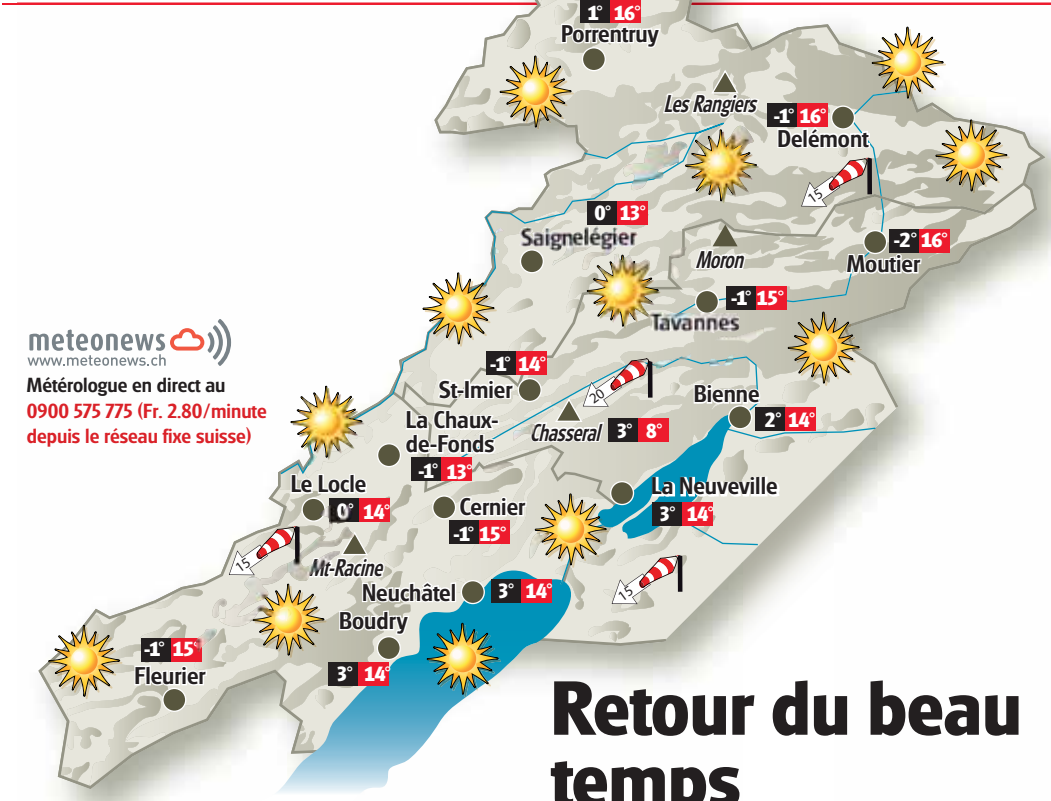 1° 16°
Porrentruy
Les Rangiers
-1° 16°
Delémont
15
0° 13°
Saignelégier
Moron
-2° 16°
Moutier
-1° 15°
Tavannes
meteonews
www.meteonews.ch
Métérologue en direct au
0900 575 775 (Fr. 2.80/minute
depuis le réseau fixe suisse)
-1° 14°
St-Imier
20
Chasseral 3° 8°
Bienne
2° 14°
La Chaux-
de-Fonds
-1° 13°
Le Locle
0° 14°
Cernier
-1° 15°
La Neuveville
3° 14°
15
Mt-Racine
Neuchâtel 3° 14°
15
Boudry
3° 14°
-1° 15°
Fleurier
Retour du beau
temps